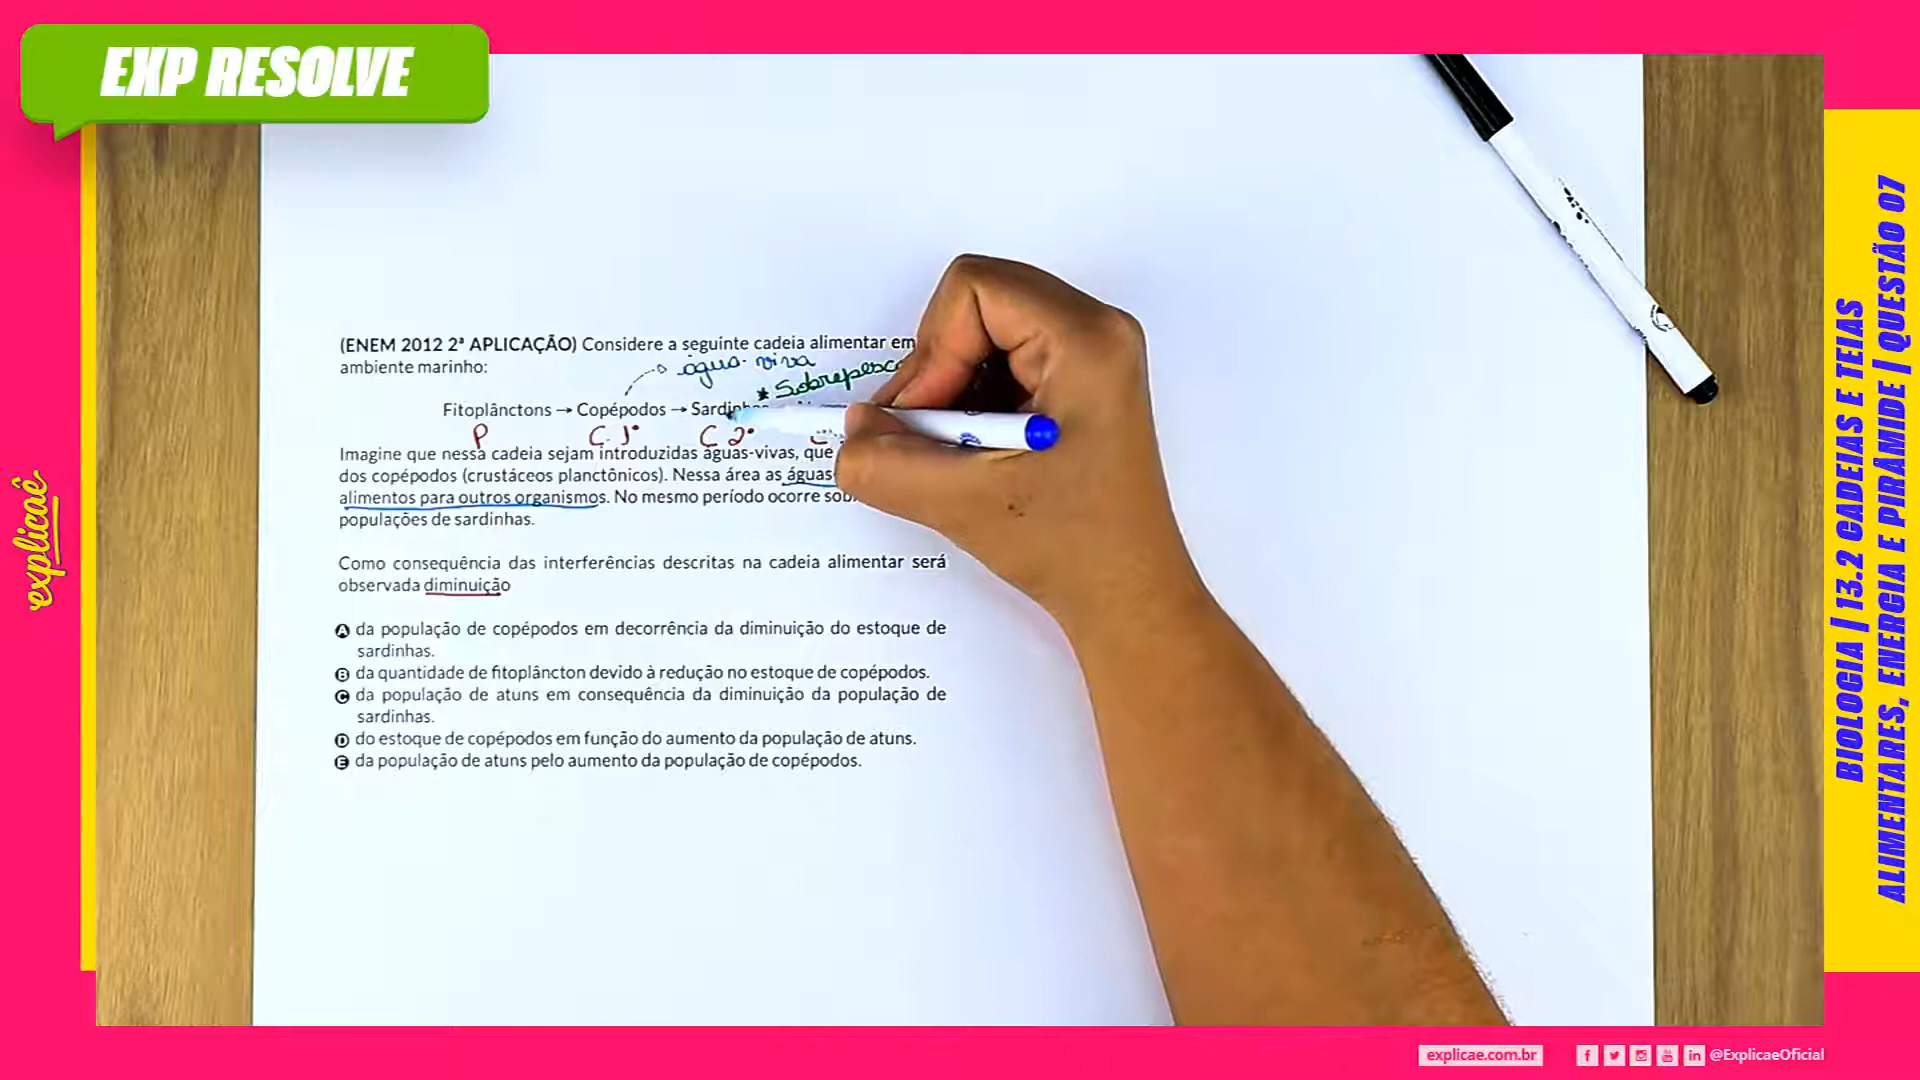 EXP RESOLVE
(ENEM 2012 2ª APLICAÇÃO) Considere a seguinte cadeia alimentar em
ambiente marinho:
água-viva
* Sobrepesca
Fitoplânctons → Copépodos → Sardinhas
P C. 1º C 2º C
Imagine que nessa cadeia sejam introduzidas águas-vivas, que
dos copépodos (crustáceos planctônicos). Nessa área as águas
alimentos para outros organismos. No mesmo período ocorre
populações de sardinhas.
Como consequência das interferências descritas na cadeia alimentar será
observada diminuição
A da população de copépodos em decorrência da diminuição do estoque de
sardinhas.
B da quantidade de fitoplâncton devido à redução no estoque de copépodos.
C da população de atuns em consequência da diminuição da população de
sardinhas.
D do estoque de copépodos em função do aumento da população de atuns.
E da população de atuns pelo aumento da população de copépodos.
explicaê
BIOLOGIA | 13.2 CADEIAS E TEIAS
ALIMENTARES, ENERGIA E PIRÂMIDE | QUESTÃO 07
explicae.com.br
@ExplicaeOficial